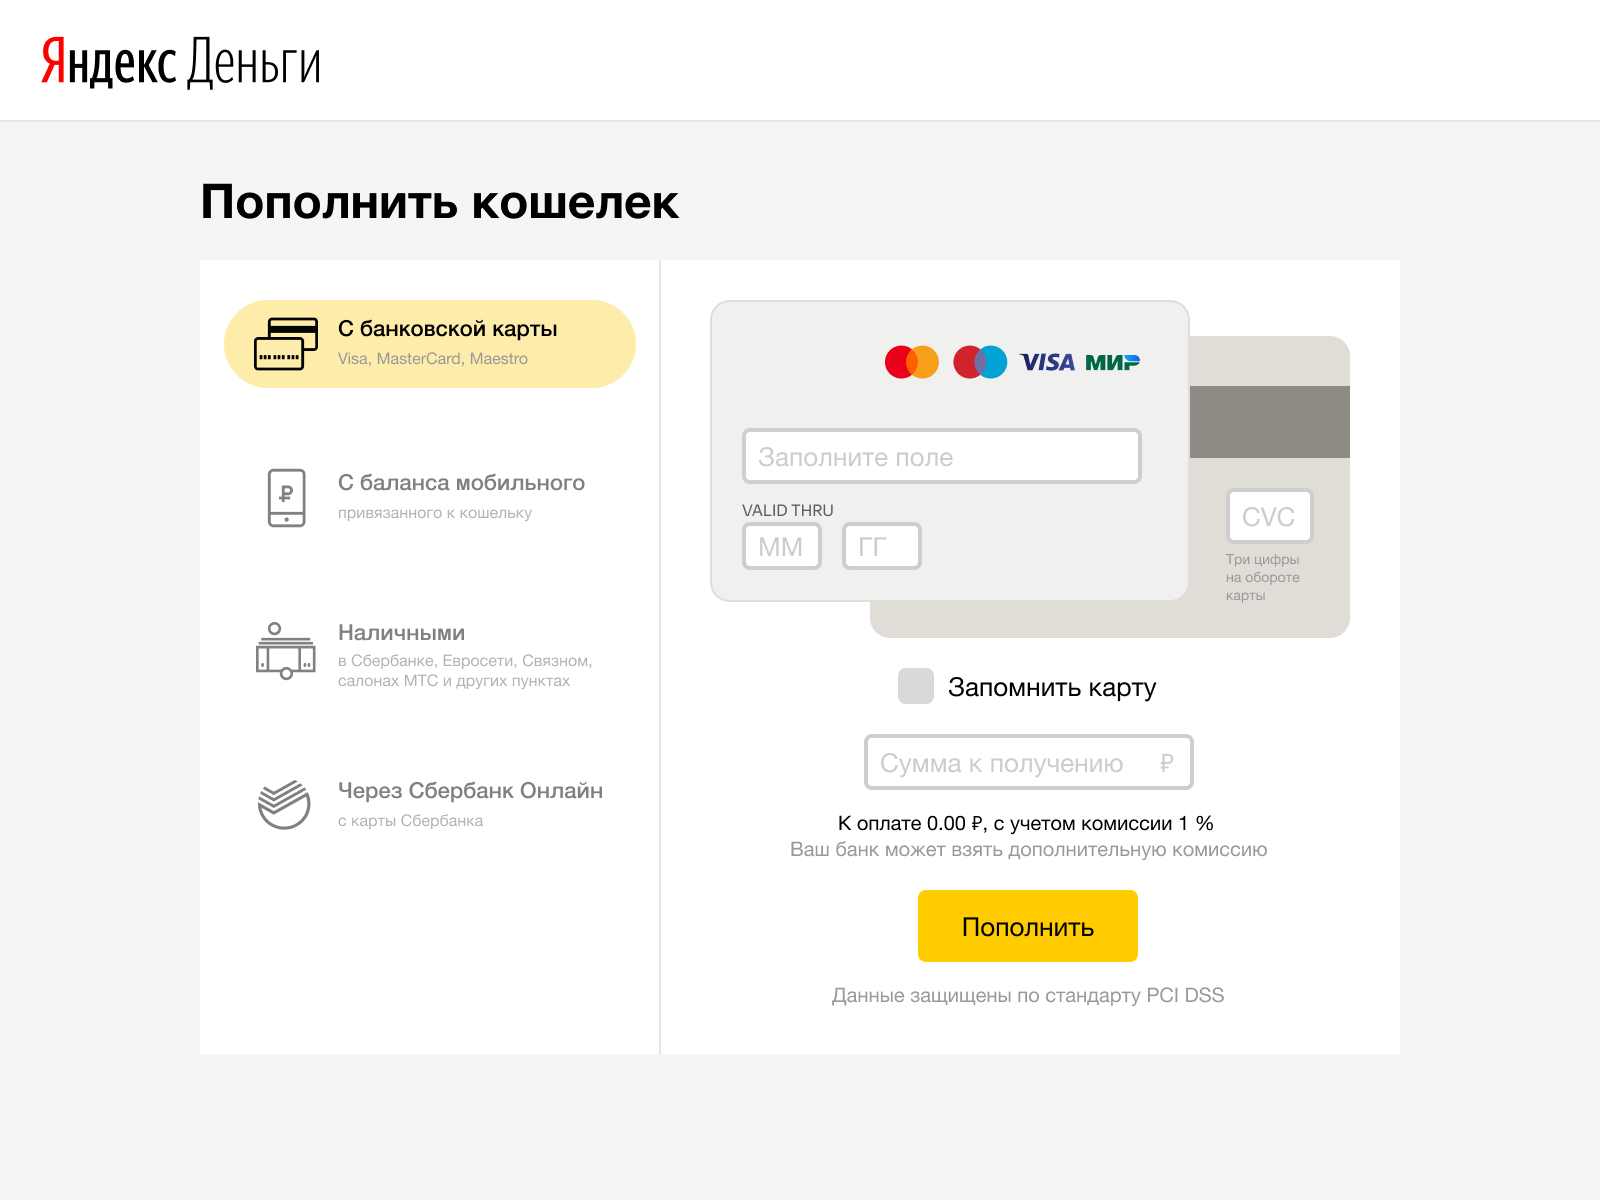 Яндекс Деньги
Пополнить кошелек
С банковской карты
Visa, MasterCard, Maestro
С баланса мобильного
привязанного к кошельку
Наличными
в Сбербанке, Евросети, Связном,
салонах МТС и других пунктах
Через Сбербанк Онлайн
с карты Сбербанка
VISA МИР
Заполните поле
VALID THRU
ММ ГГ
CVC
Три цифры
на обороте
карты
Запомнить карту
Сумма к получению ₽
К оплате 0.00 ₽, с учетом комиссии 1 %
Ваш банк может взять дополнительную комиссию
Пополнить
Данные защищены по стандарту PCI DSS